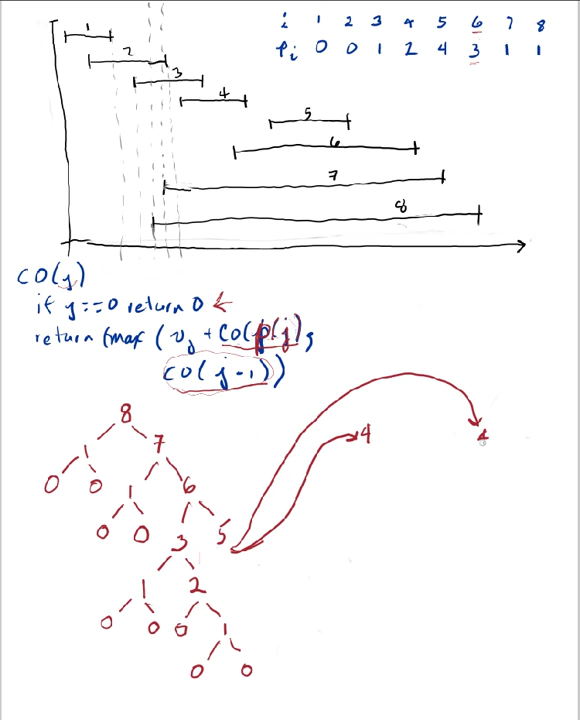 i 1 2 3 4 5 6 7 8
Pi 0 0 1 2 4 3 1 1
1
2
3
4
5
6
7
8
CO(j)
if j==0 return 0
return (max ( vj + CO(p(j),
CO(j-1))
8
1 7
0 0 1 6
0 0 3 5
1 2
0 0 0 1
0 0
4 4